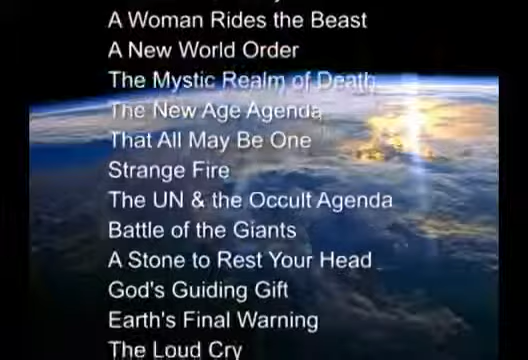 A Woman Rides the Beast
A New World Order
The Mystic Realm of Death
The New Age Agenda
That All May Be One
Strange Fire
The UN & the Occult Agenda
Battle of the Giants
A Stone to Rest Your Head
God's Guiding Gift
Earth's Final Warning
The Loud Cry